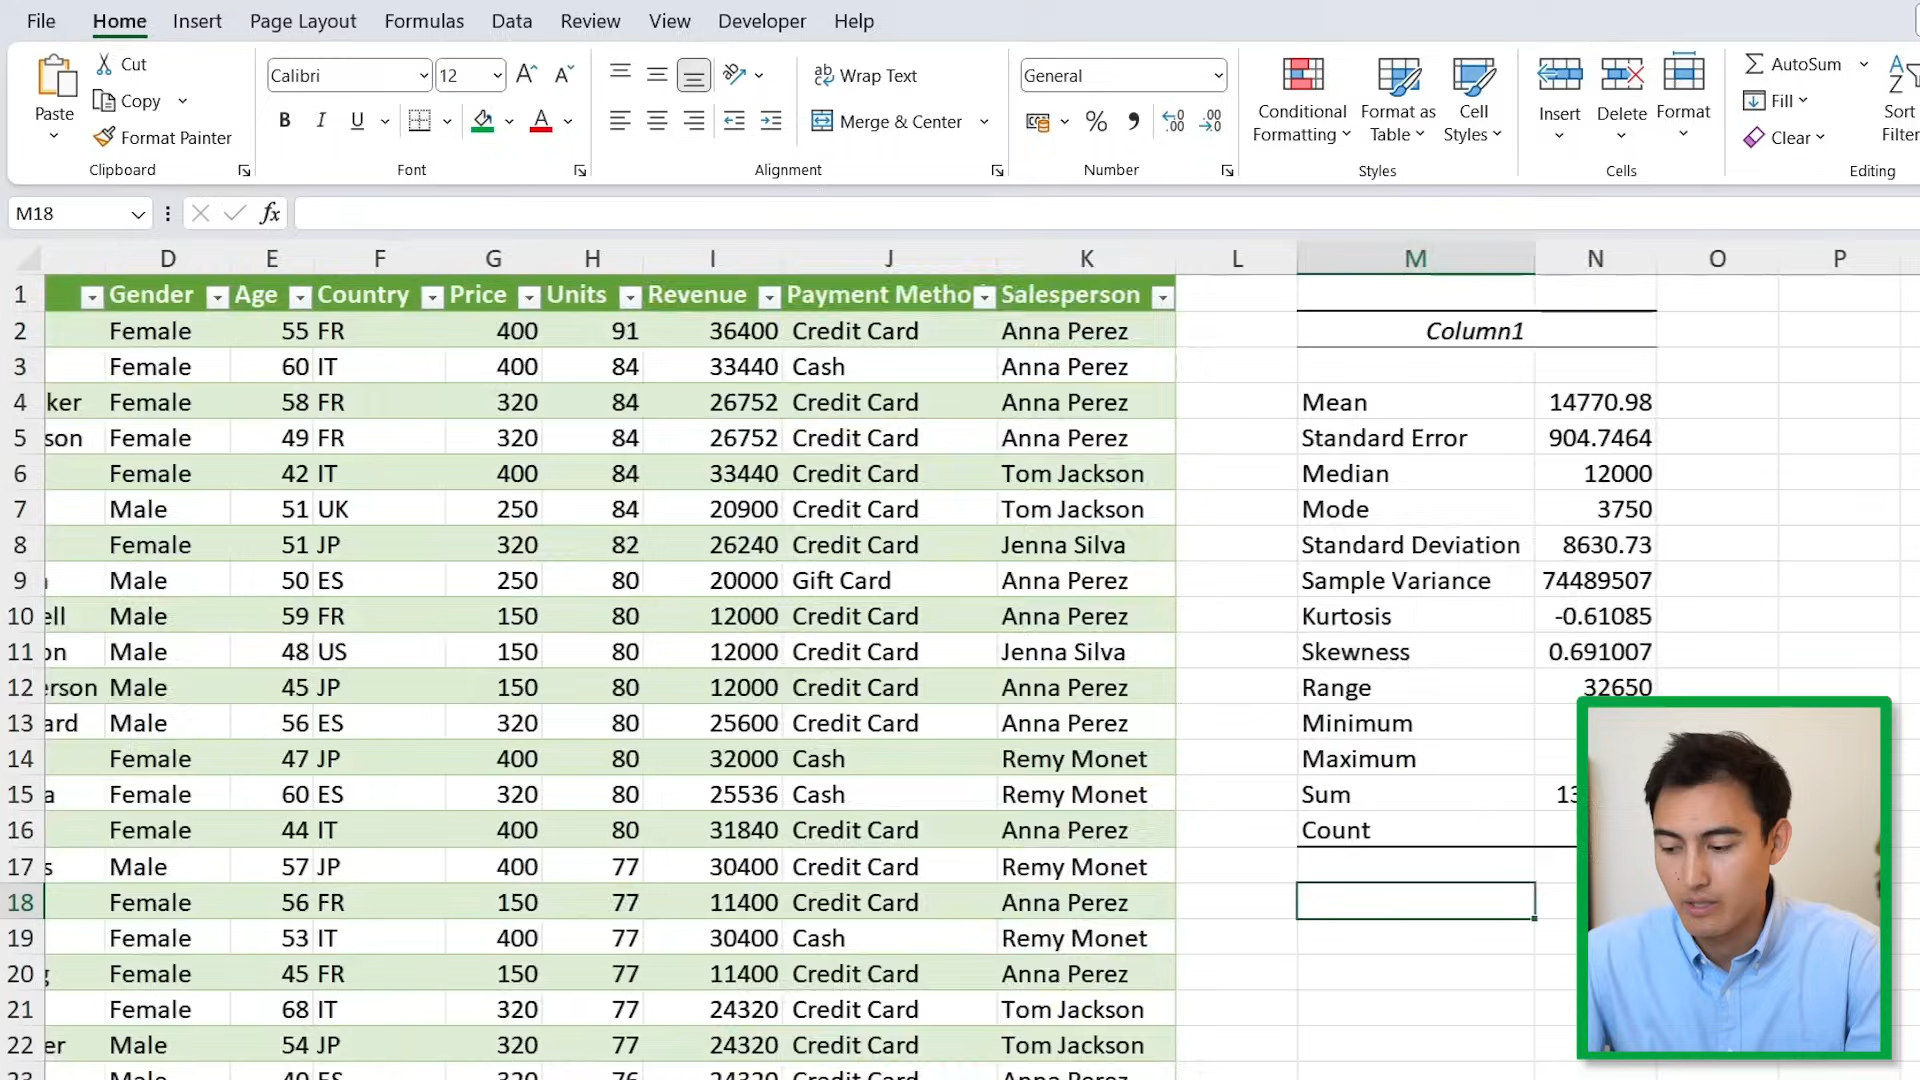 File Home Insert Page Layout Formulas Data Review View Developer Help
Paste Cut Copy Format Painter Clipboard
Calibri 12 B I U Font
Wrap Text Merge & Center Alignment
General % Number
Conditional Formatting Format as Table Cell Styles Styles
Insert Delete Format Cells
AutoSum Fill Clear Sort Filter Editing
M18 fx
D E F G H I J K L M N O P
1 Gender Age Country Price Units Revenue Payment Metho Salesperson
2 Female 55 FR 400 91 36400 Credit Card Anna Perez Column1
3 Female 60 IT 400 84 33440 Cash Anna Perez
4 ker Female 58 FR 320 84 26752 Credit Card Anna Perez Mean 14770.98
5 son Female 49 FR 320 84 26752 Credit Card Anna Perez Standard Error 904.7464
6 Female 42 IT 400 84 33440 Credit Card Tom Jackson Median 12000
7 Male 51 UK 250 84 20900 Credit Card Tom Jackson Mode 3750
8 Female 51 JP 320 82 26240 Credit Card Jenna Silva Standard Deviation 8630.73
9 Male 50 ES 250 80 20000 Gift Card Anna Perez Sample Variance 74489507
10 ell Male 59 FR 150 80 12000 Credit Card Anna Perez Kurtosis -0.61085
11 on Male 48 US 150 80 12000 Credit Card Jenna Silva Skewness 0.691007
12 erson Male 45 JP 150 80 12000 Credit Card Anna Perez Range 32650
13 ard Male 56 ES 320 80 25600 Credit Card Anna Perez Minimum
14 Female 47 JP 400 80 32000 Cash Remy Monet Maximum
15 a Female 60 ES 320 80 25536 Cash Remy Monet Sum 13
16 Female 44 IT 400 80 31840 Credit Card Anna Perez Count
17 s Male 57 JP 400 77 30400 Credit Card Remy Monet
18 Female 56 FR 150 77 11400 Credit Card Anna Perez
19 Female 53 IT 400 77 30400 Cash Remy Monet
20 g Female 45 FR 150 77 11400 Credit Card Anna Perez
21 Female 68 IT 320 77 24320 Credit Card Tom Jackson
22 er Male 54 JP 320 77 24320 Credit Card Tom Jackson